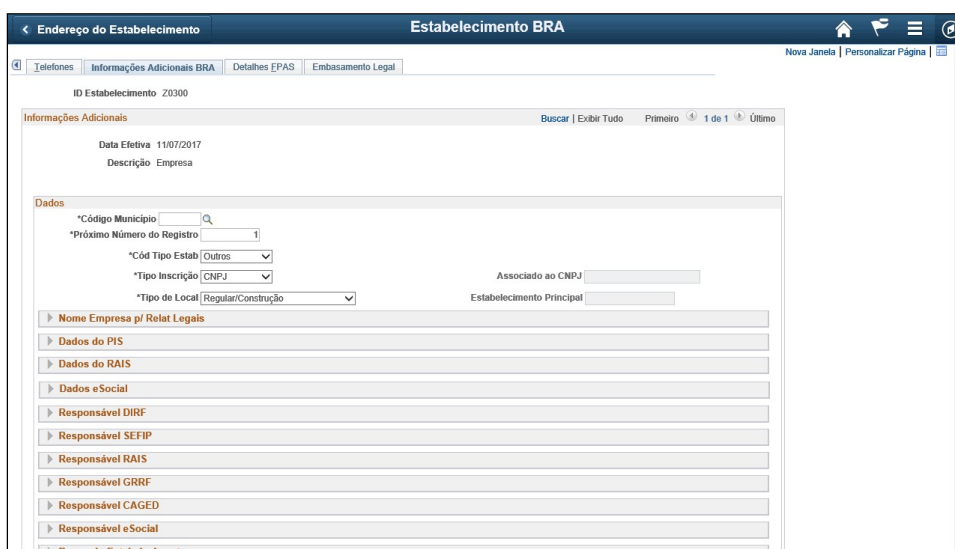 Endereço do Estabelecimento
Estabelecimento BRA
Nova Janela | Personalizar Página |
Telefones
Informações Adicionais BRA
Detalhes FPAS
Embasamento Legal
ID Estabelecimento Z0300
Informações Adicionais
Buscar | Exibir Tudo
Primeiro 1 de 1 Último
Data Efetiva 11/07/2017
Descrição Empresa
Dados
*Código Município
*Próximo Número do Registro 1
*Cód Tipo Estab Outros
*Tipo Inscrição CNPJ
Associado ao CNPJ
*Tipo de Local Regular/Construção
Estabelecimento Principal
Nome Empresa p/ Relat Legais
Dados do PIS
Dados do RAIS
Dados eSocial
Responsável DIRF
Responsável SEFIP
Responsável RAIS
Responsável GRRF
Responsável CAGED
Responsável eSocial